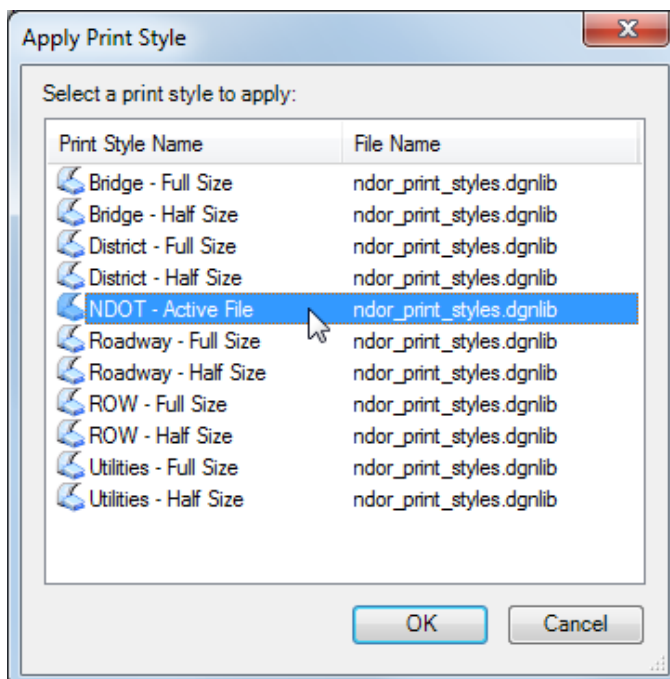 Apply Print Style
Select a print style to apply:
Print Style Name File Name
Bridge - Full Size ndor_print_styles.dgnlib
Bridge - Half Size ndor_print_styles.dgnlib
District - Full Size ndor_print_styles.dgnlib
District - Half Size ndor_print_styles.dgnlib
NDOT - Active File ndor_print_styles.dgnlib
Roadway - Full Size ndor_print_styles.dgnlib
Roadway - Half Size ndor_print_styles.dgnlib
ROW - Full Size ndor_print_styles.dgnlib
ROW - Half Size ndor_print_styles.dgnlib
Utilities - Full Size ndor_print_styles.dgnlib
Utilities - Half Size ndor_print_styles.dgnlib
OK Cancel